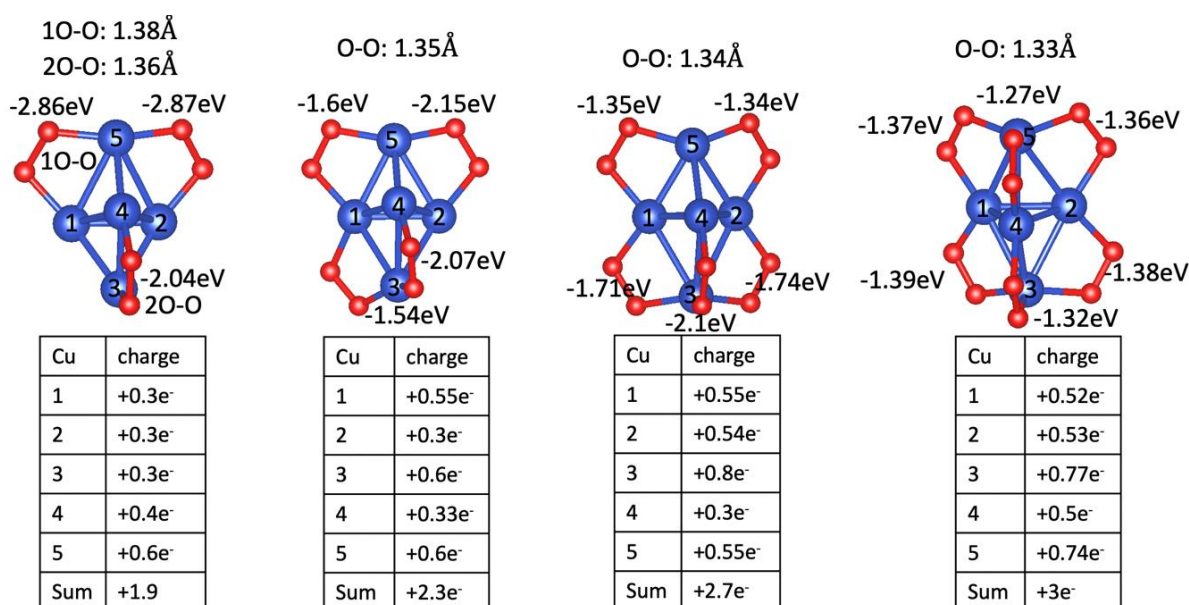 1O-O: 1.38Å
2O-O: 1.36Å
-2.86eV -2.87eV
5
1O-O
1 4 2
-2.04eV
3
2O-O
Cu charge
1 +0.3e⁻
2 +0.3e⁻
3 +0.3e⁻
4 +0.4e⁻
5 +0.6e⁻
Sum +1.9
O-O: 1.35Å
-1.6eV -2.15eV
5
1 4 2
-2.07eV
3
-1.54eV
Cu charge
1 +0.55e⁻
2 +0.3e⁻
3 +0.6e⁻
4 +0.33e⁻
5 +0.6e⁻
Sum +2.3e⁻
O-O: 1.34Å
-1.35eV -1.34eV
5
1 4 2
-1.71eV 3 -1.74eV
-2.1eV
Cu charge
1 +0.55e⁻
2 +0.54e⁻
3 +0.8e⁻
4 +0.3e⁻
5 +0.55e⁻
Sum +2.7e⁻
O-O: 1.33Å
-1.27eV
-1.37eV -1.36eV
5
1 2
4
-1.39eV -1.38eV
3
-1.32eV
Cu charge
1 +0.52e⁻
2 +0.53e⁻
3 +0.77e⁻
4 +0.5e⁻
5 +0.74e⁻
Sum +3e⁻